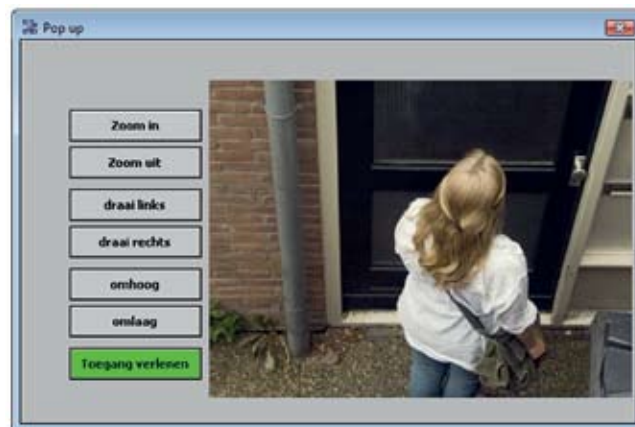 Pop up
Zoom in
Zoom uit
draai links
draai rechts
omhoog
omlaag
Toegang verlenen